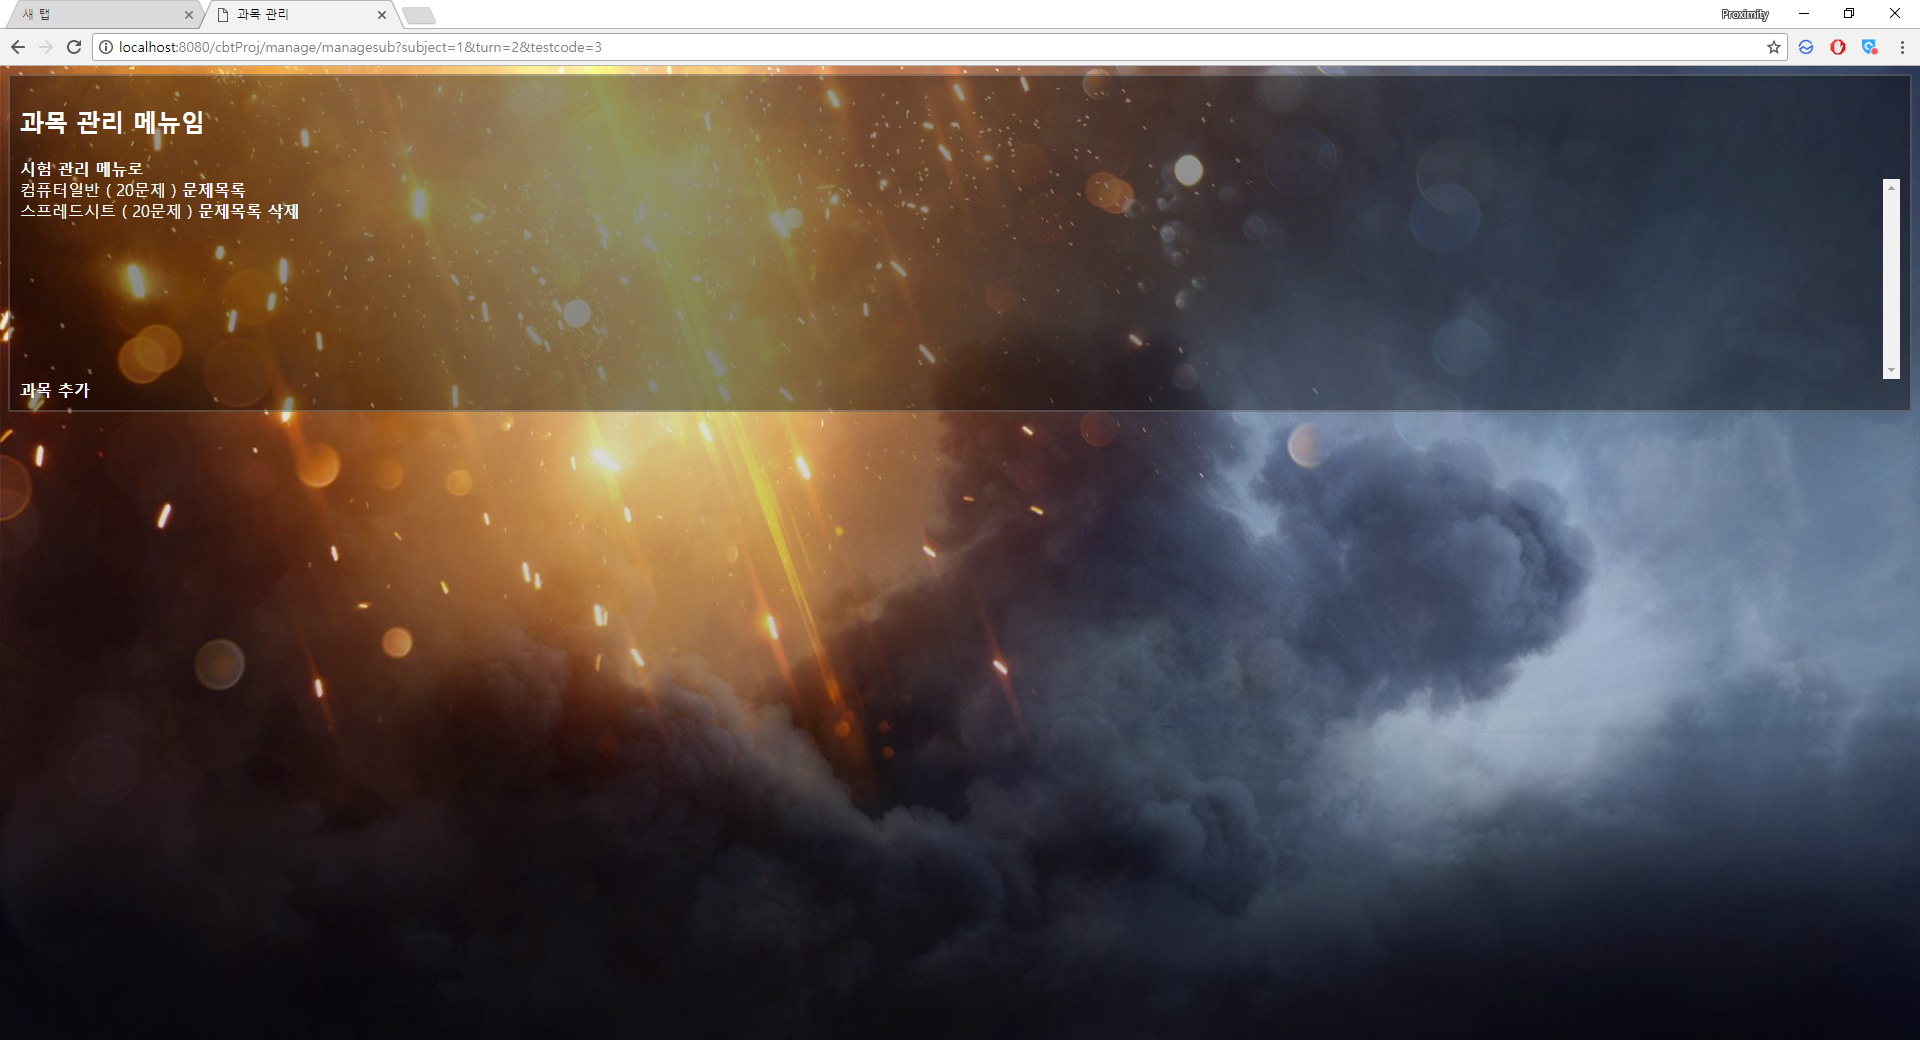 새 탭
과목 관리
Proximity
localhost:8080/cbtProj/manage/managesub?subject=1&turn=2&testcode=3
과목 관리 메뉴임
시험 관리 메뉴로
컴퓨터일반 ( 20문제 ) 문제목록
스프레드시트 ( 20문제 ) 문제목록 삭제
과목 추가